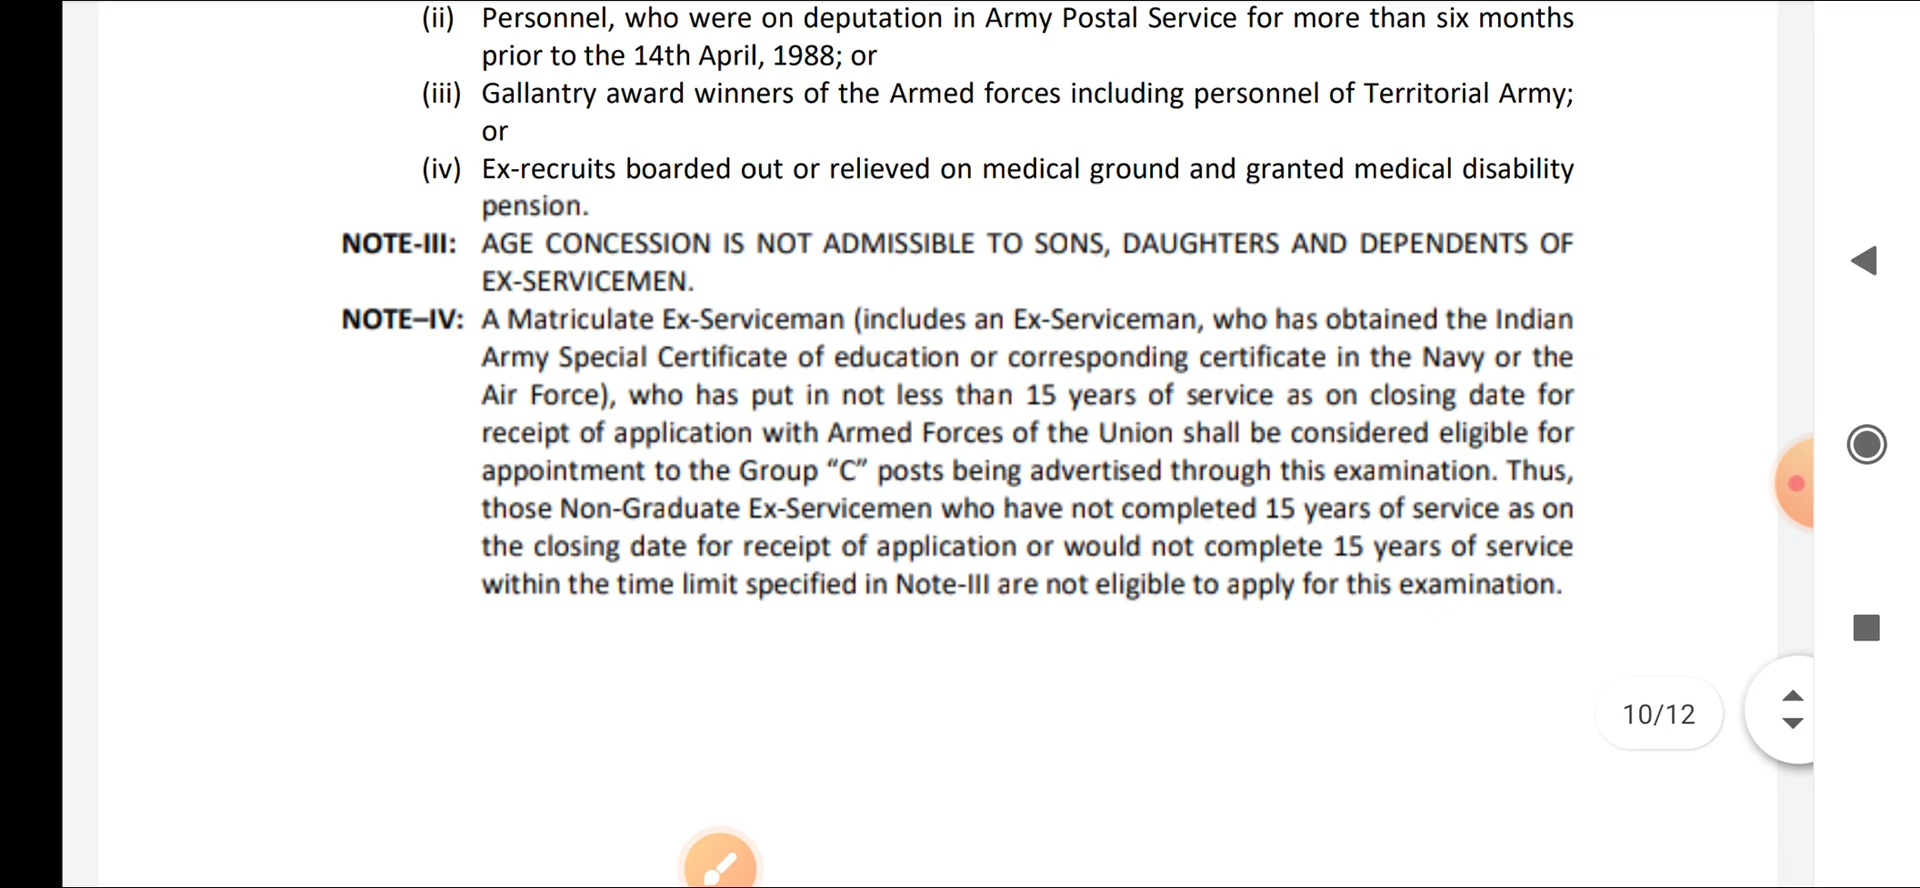 (ii) Personnel, who were on deputation in Army Postal Service for more than six months
prior to the 14th April, 1988; or
(iii) Gallantry award winners of the Armed forces including personnel of Territorial Army;
or
(iv) Ex-recruits boarded out or relieved on medical ground and granted medical disability
pension.
NOTE-III: AGE CONCESSION IS NOT ADMISSIBLE TO SONS, DAUGHTERS AND DEPENDENTS OF
EX-SERVICEMEN.
NOTE–IV: A Matriculate Ex-Serviceman (includes an Ex-Serviceman, who has obtained the Indian
Army Special Certificate of education or corresponding certificate in the Navy or the
Air Force), who has put in not less than 15 years of service as on closing date for
receipt of application with Armed Forces of the Union shall be considered eligible for
appointment to the Group “C” posts being advertised through this examination. Thus,
those Non-Graduate Ex-Servicemen who have not completed 15 years of service as on
the closing date for receipt of application or would not complete 15 years of service
within the time limit specified in Note-III are not eligible to apply for this examination.
10/12